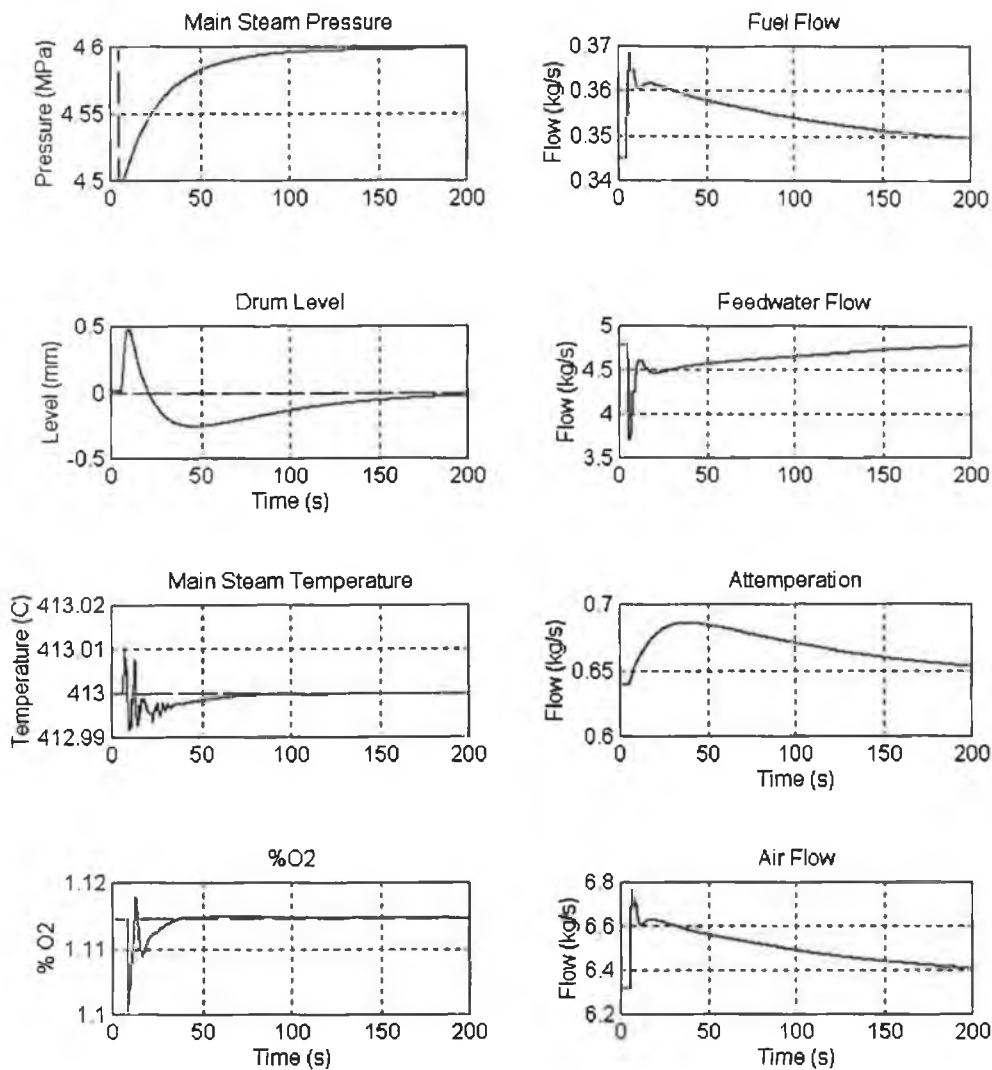 Main Steam Pressure
Pressure (MPa)
4.6
4.55
4.5
0 50 100 150 200
Fuel Flow
Flow (kg/s)
0.37
0.36
0.35
0.34
0 50 100 150 200
Drum Level
Level (mm)
0.5
0
-0.5
0 50 100 150 200
Time (s)
Feedwater Flow
Flow (kg/s)
5
4.5
4
3.5
0 50 100 150 200
Main Steam Temperature
Temperature (C)
413.02
413.01
413
412.99
0 50 100 150 200
Attemperation
Flow (kg/s)
0.7
0.65
0.6
0 50 100 150 200
Time (s)
%O2
% O2
1.12
1.11
1.1
0 50 100 150 200
Time (s)
Air Flow
Flow (kg/s)
6.8
6.6
6.4
6.2
0 50 100 150 200
Time (s)